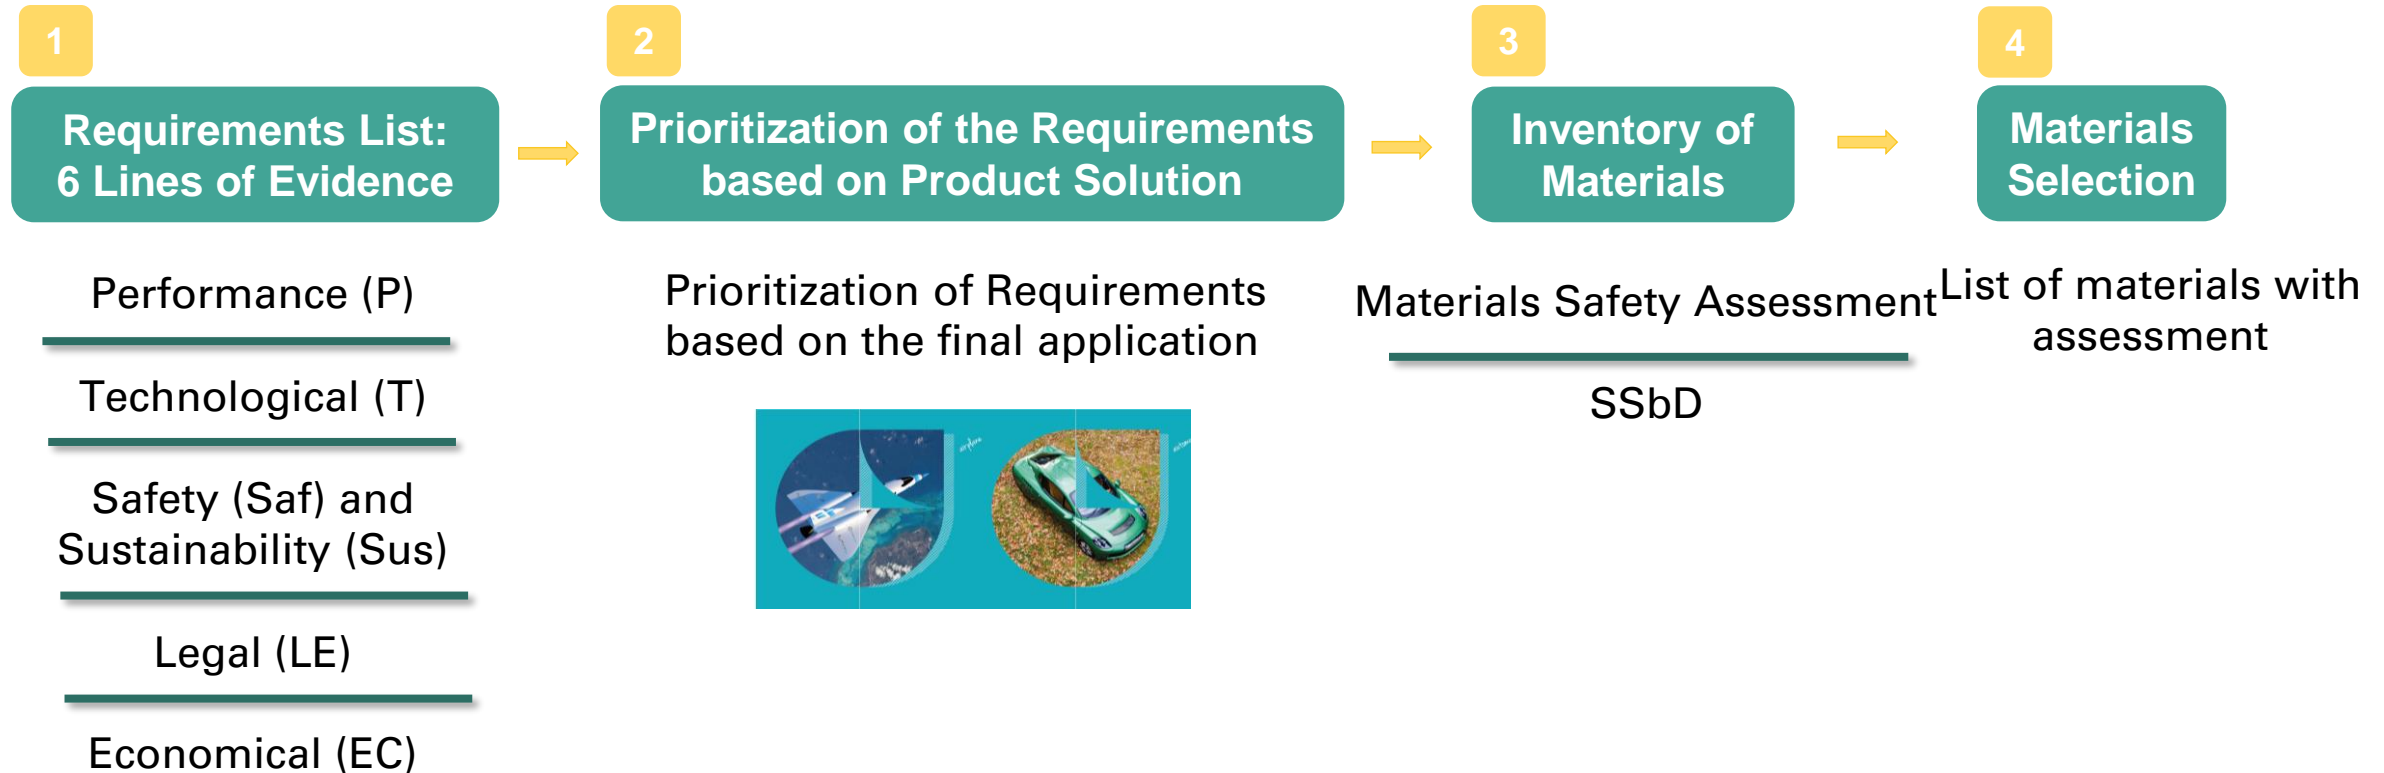 1
Requirements List:
6 Lines of Evidence
Performance (P)
Technological (T)
Safety (Saf) and
Sustainability (Sus)
Legal (LE)
Economical (EC)
2
Prioritization of the Requirements
based on Product Solution
Prioritization of Requirements
based on the final application
airplane
3
Inventory of
Materials
Materials Safety Assessment
SSbD
4
Materials
Selection
List of materials with
assessment